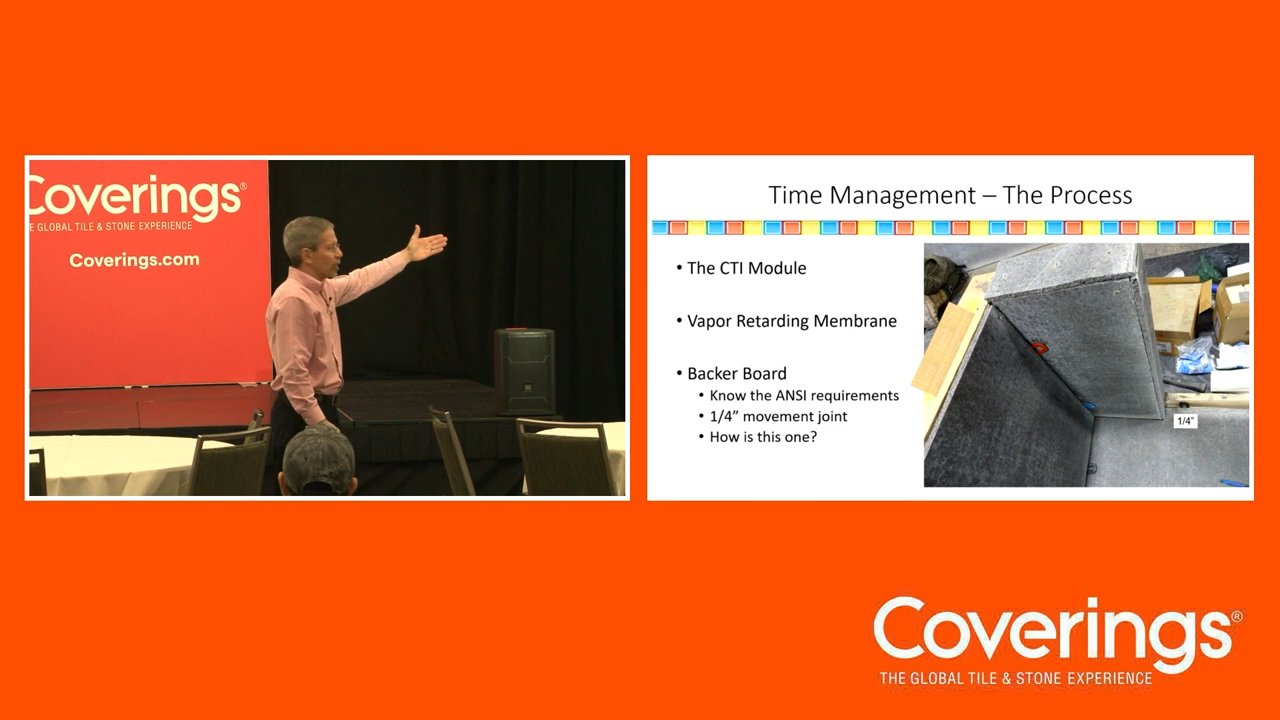 Coverings®
E GLOBAL TILE & STONE EXPERIENCE
Coverings.com
Time Management – The Process
• The CTI Module
• Vapor Retarding Membrane
• Backer Board
• Know the ANSI requirements
• 1/4” movement joint
• How is this one?
1/4"
Coverings®
THE GLOBAL TILE & STONE EXPERIENCE